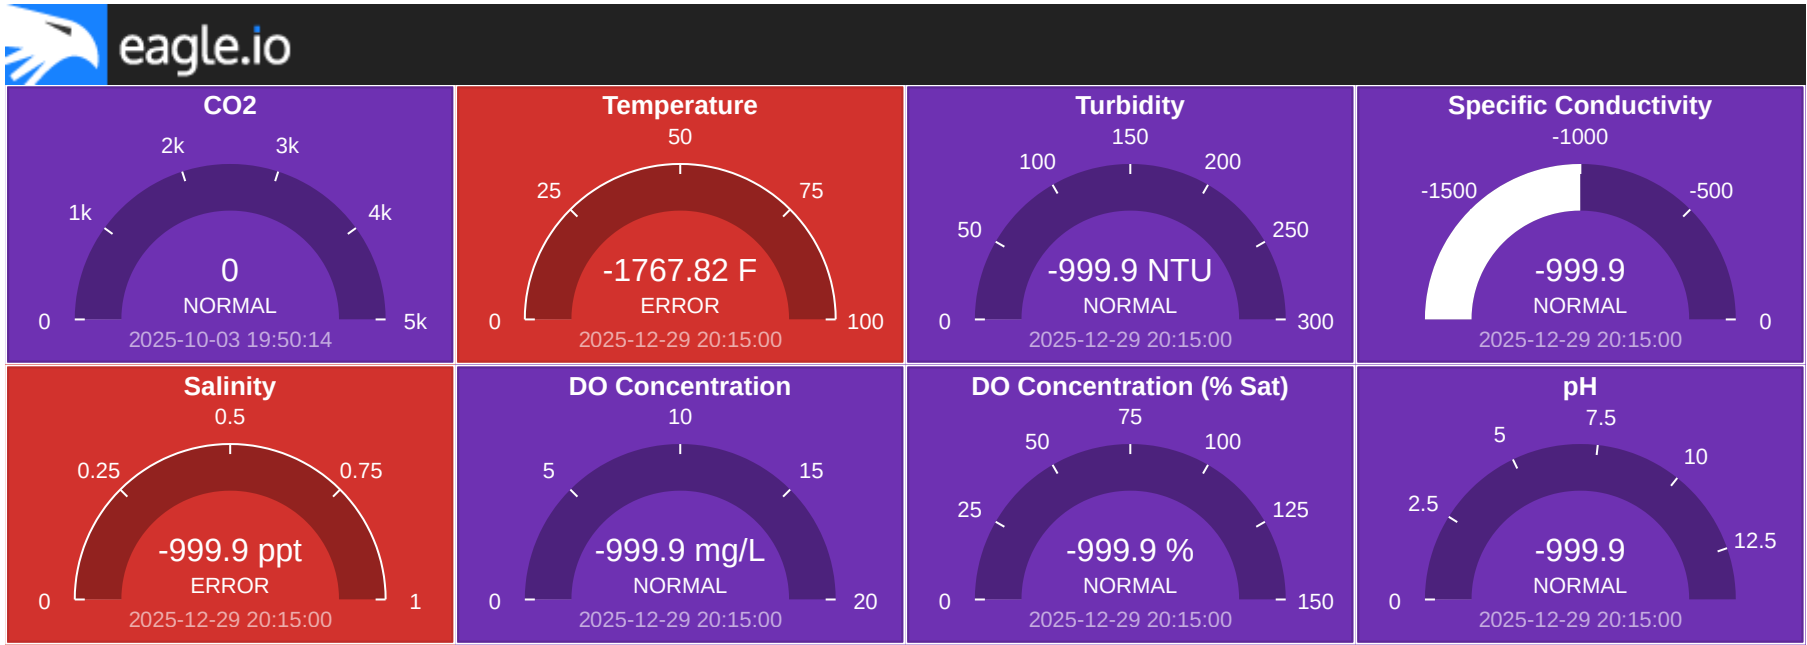 eagle.io
CO2
2k 3k
1k 4k
0 5k
0
NORMAL
2025-10-03 19:50:14
Temperature
50
25 75
0 100
-1767.82 F
ERROR
2025-12-29 20:15:00
Turbidity
150
100 200
50 250
0 300
-999.9 NTU
NORMAL
2025-12-29 20:15:00
Specific Conductivity
-1000
-1500 -500
0
-999.9
NORMAL
2025-12-29 20:15:00
Salinity
0.5
0.25 0.75
0 1
-999.9 ppt
ERROR
2025-12-29 20:15:00
DO Concentration
10
5 15
0 20
-999.9 mg/L
NORMAL
2025-12-29 20:15:00
DO Concentration (% Sat)
75
50 100
25 125
0 150
-999.9 %
NORMAL
2025-12-29 20:15:00
pH
7.5
5 10
2.5 12.5
0
-999.9
NORMAL
2025-12-29 20:15:00